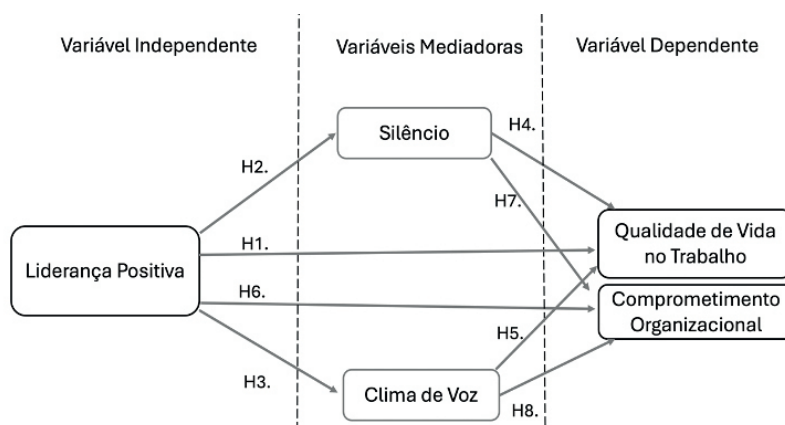 Variável Independente
Variáveis Mediadoras
Variável Dependente
Silêncio
H4.
H2.
H7.
Liderança Positiva
H1.
Qualidade de Vida
no Trabalho
H6.
Comprometimento
Organizacional
H5.
H3.
Clima de Voz
H8.